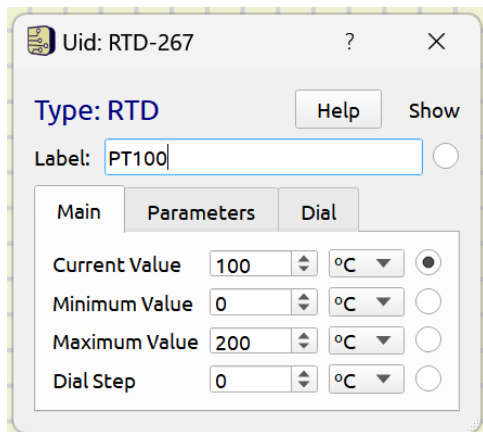 Uid: RTD-267 ?
Type: RTD Help Show
Label: PT100
Main Parameters Dial
Current Value 100 ºC
Minimum Value 0 ºC
Maximum Value 200 ºC
Dial Step 0 ºC